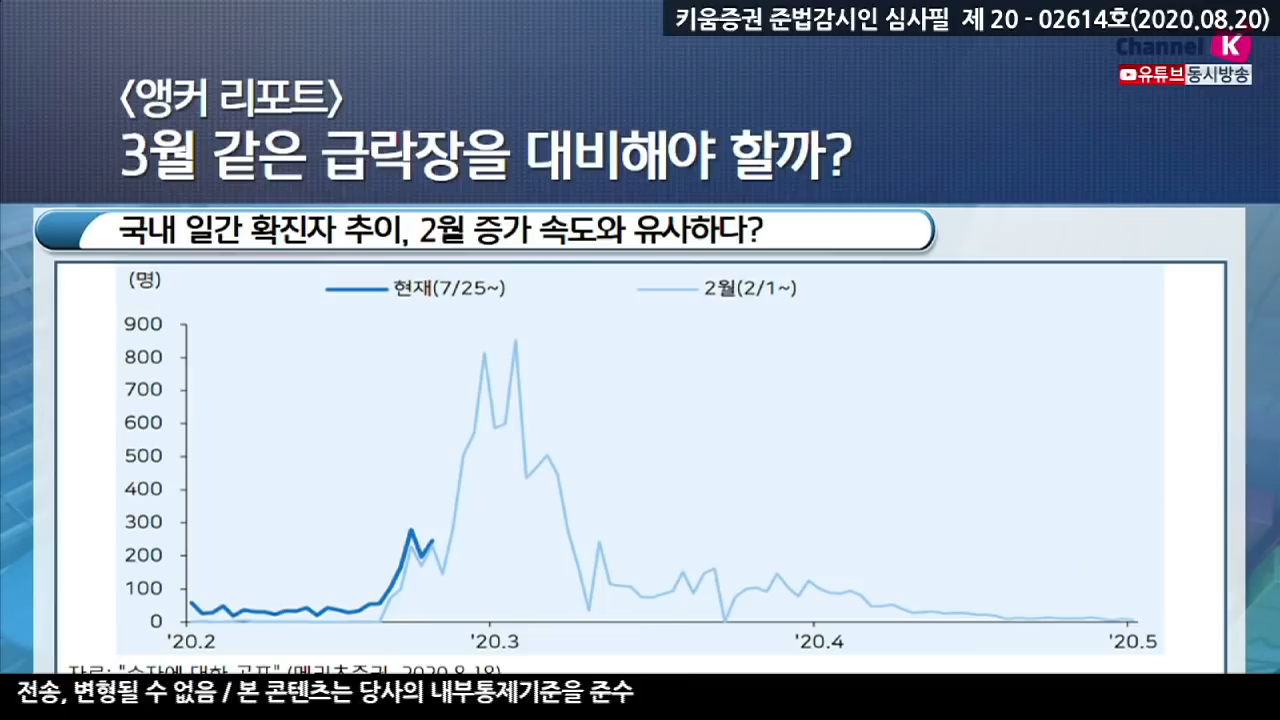 키움증권 준법감시인 심사필 제 20 - 02614호(2020.08.20)
Channel K
유튜브 동시방송
<앵커 리포트>
3월 같은 급락장을 대비해야 할까?
국내 일간 확진자 추이, 2월 증가 속도와 유사하다?
(명)
현재(7/25~)
2월(2/1~)
900
800
700
600
500
400
300
200
100
0
'20.2
'20.3
'20.4
'20.5
전송, 변형될 수 없음 / 본 콘텐츠는 당사의 내부통제기준을 준수